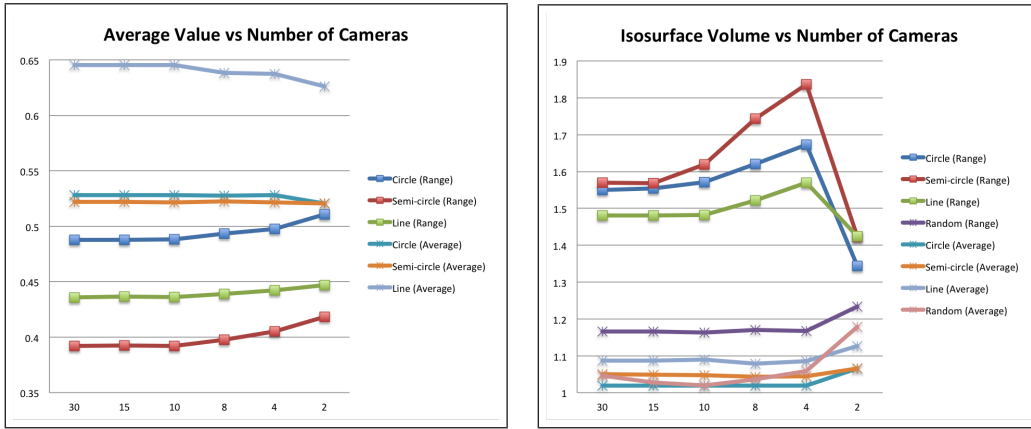 Average Value vs Number of Cameras
0.65
0.6
0.55
0.5
0.45
0.4
0.35
30 15 10 8 4 2
Circle (Range)
Semi-circle (Range)
Line (Range)
Circle (Average)
Semi-circle (Average)
Line (Average)
Isosurface Volume vs Number of Cameras
1.9
1.8
1.7
1.6
1.5
1.4
1.3
1.2
1.1
1
30 15 10 8 4 2
Circle (Range)
Semi-circle (Range)
Line (Range)
Random (Range)
Circle (Average)
Semi-circle (Average)
Line (Average)
Random (Average)